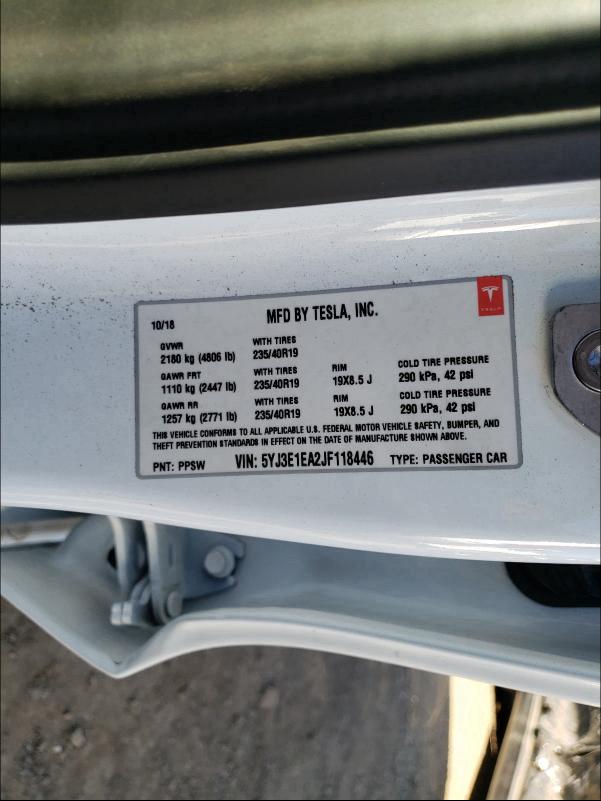 10/18
MFD BY TESLA, INC.
TESLA
GVWR WITH TIRES
2180 kg (4806 lb) 235/40R19
GAWR FRT WITH TIRES RIM COLD TIRE PRESSURE
1110 kg (2447 lb) 235/40R19 19X8.5 J 290 kPa, 42 psi
GAWR RR WITH TIRES RIM COLD TIRE PRESSURE
1257 kg (2771 lb) 235/40R19 19X8.5 J 290 kPa, 42 psi
THIS VEHICLE CONFORMS TO ALL APPLICABLE U.S. FEDERAL MOTOR VEHICLE SAFETY, BUMPER, AND
THEFT PREVENTION STANDARDS IN EFFECT ON THE DATE OF MANUFACTURE SHOWN ABOVE.
PNT: PPSW VIN: 5YJ3E1EA2JF118446 TYPE: PASSENGER CAR